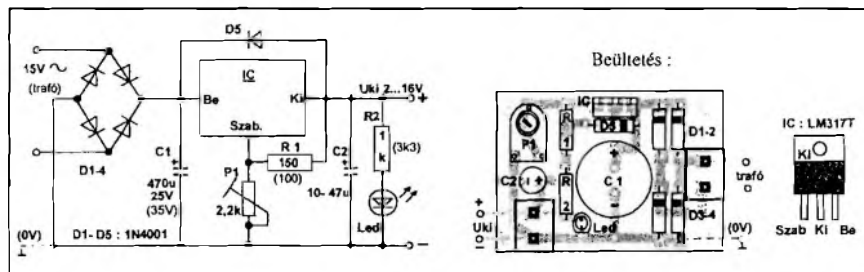 D5
15V ~
(trafó)
D1-4
IC
Be
Ki
Szab.
Uki 2...16V
+
R2
1
k
(3k3)
R 1
150
(100)
C1
+
470u
25V
(35V)
P1
2,2k
C2
+
10- 47u
Led
(0V)
D1- D5 : 1N4001
−
Beültetés :
IC
D5
R
1
P1
D1-2
C2
+
R
2
+
C 1
trafó
D3-4
+
Uki
Led
(0V)
IC : LM317T
Ki
Szab Ki Be